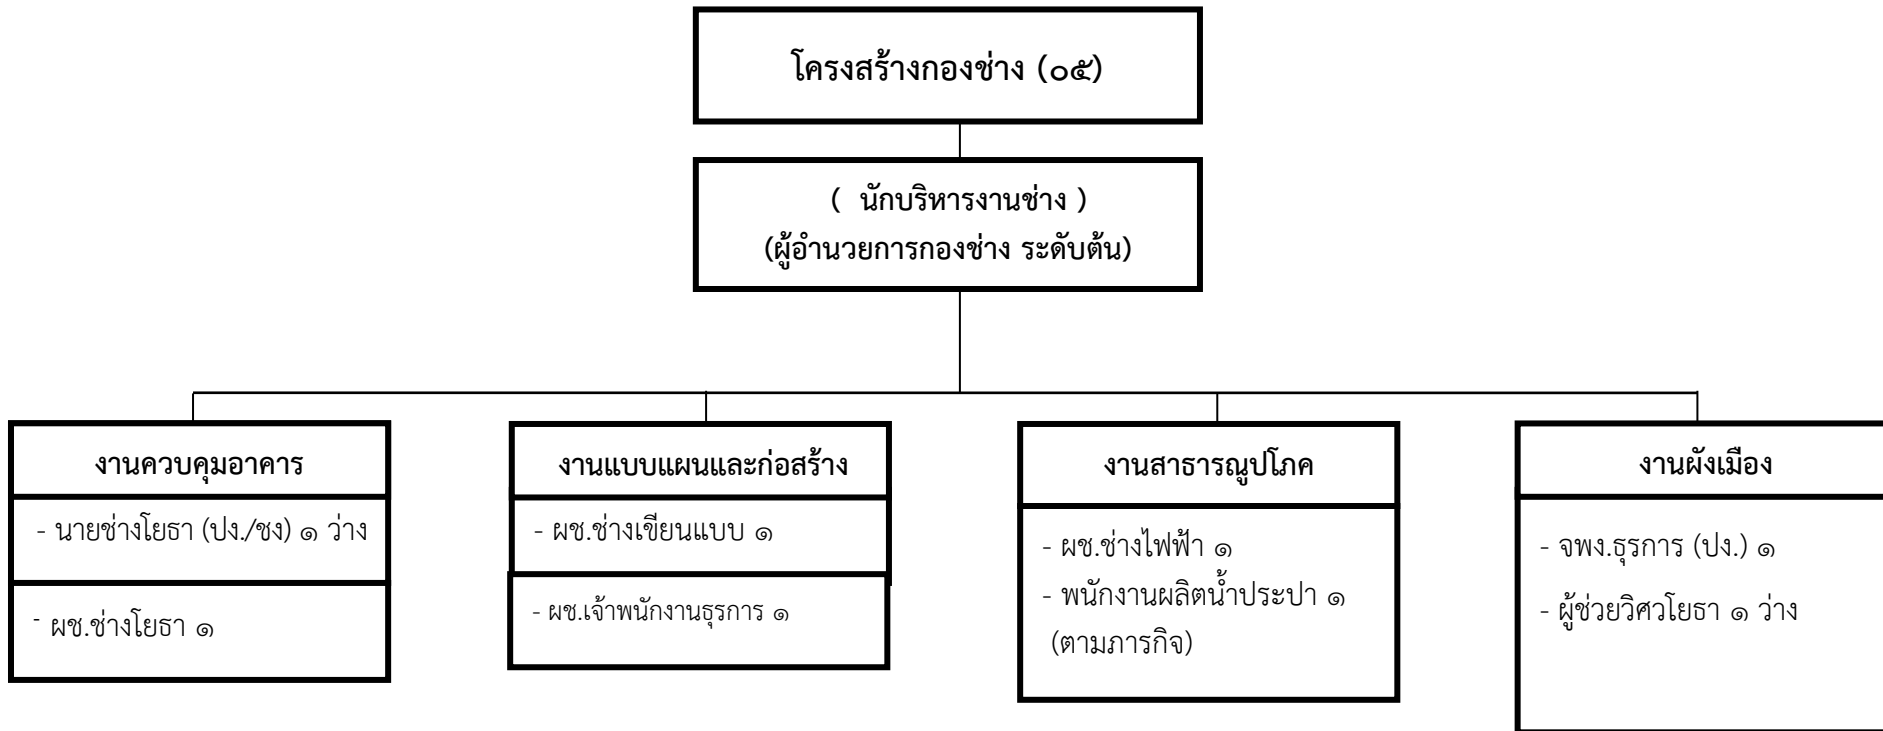 โครงสร้างกองช่าง (๐๕)
( นักบริหารงานช่าง )
(ผู้อำนวยการกองช่าง ระดับต้น)
งานควบคุมอาคาร
- นายช่างโยธา (ปง./ชง) ๑ ว่าง
- ผช.ช่างโยธา ๑
งานแบบแผนและก่อสร้าง
- ผช.ช่างเขียนแบบ ๑
- ผช.เจ้าพนักงานธุรการ ๑
งานสาธารณูปโภค
- ผช.ช่างไฟฟ้า ๑
- พนักงานผลิตน้ำประปา ๑
(ตามภารกิจ)
งานผังเมือง
- จพง.ธุรการ (ปง.) ๑
- ผู้ช่วยวิศวโยธา ๑ ว่าง